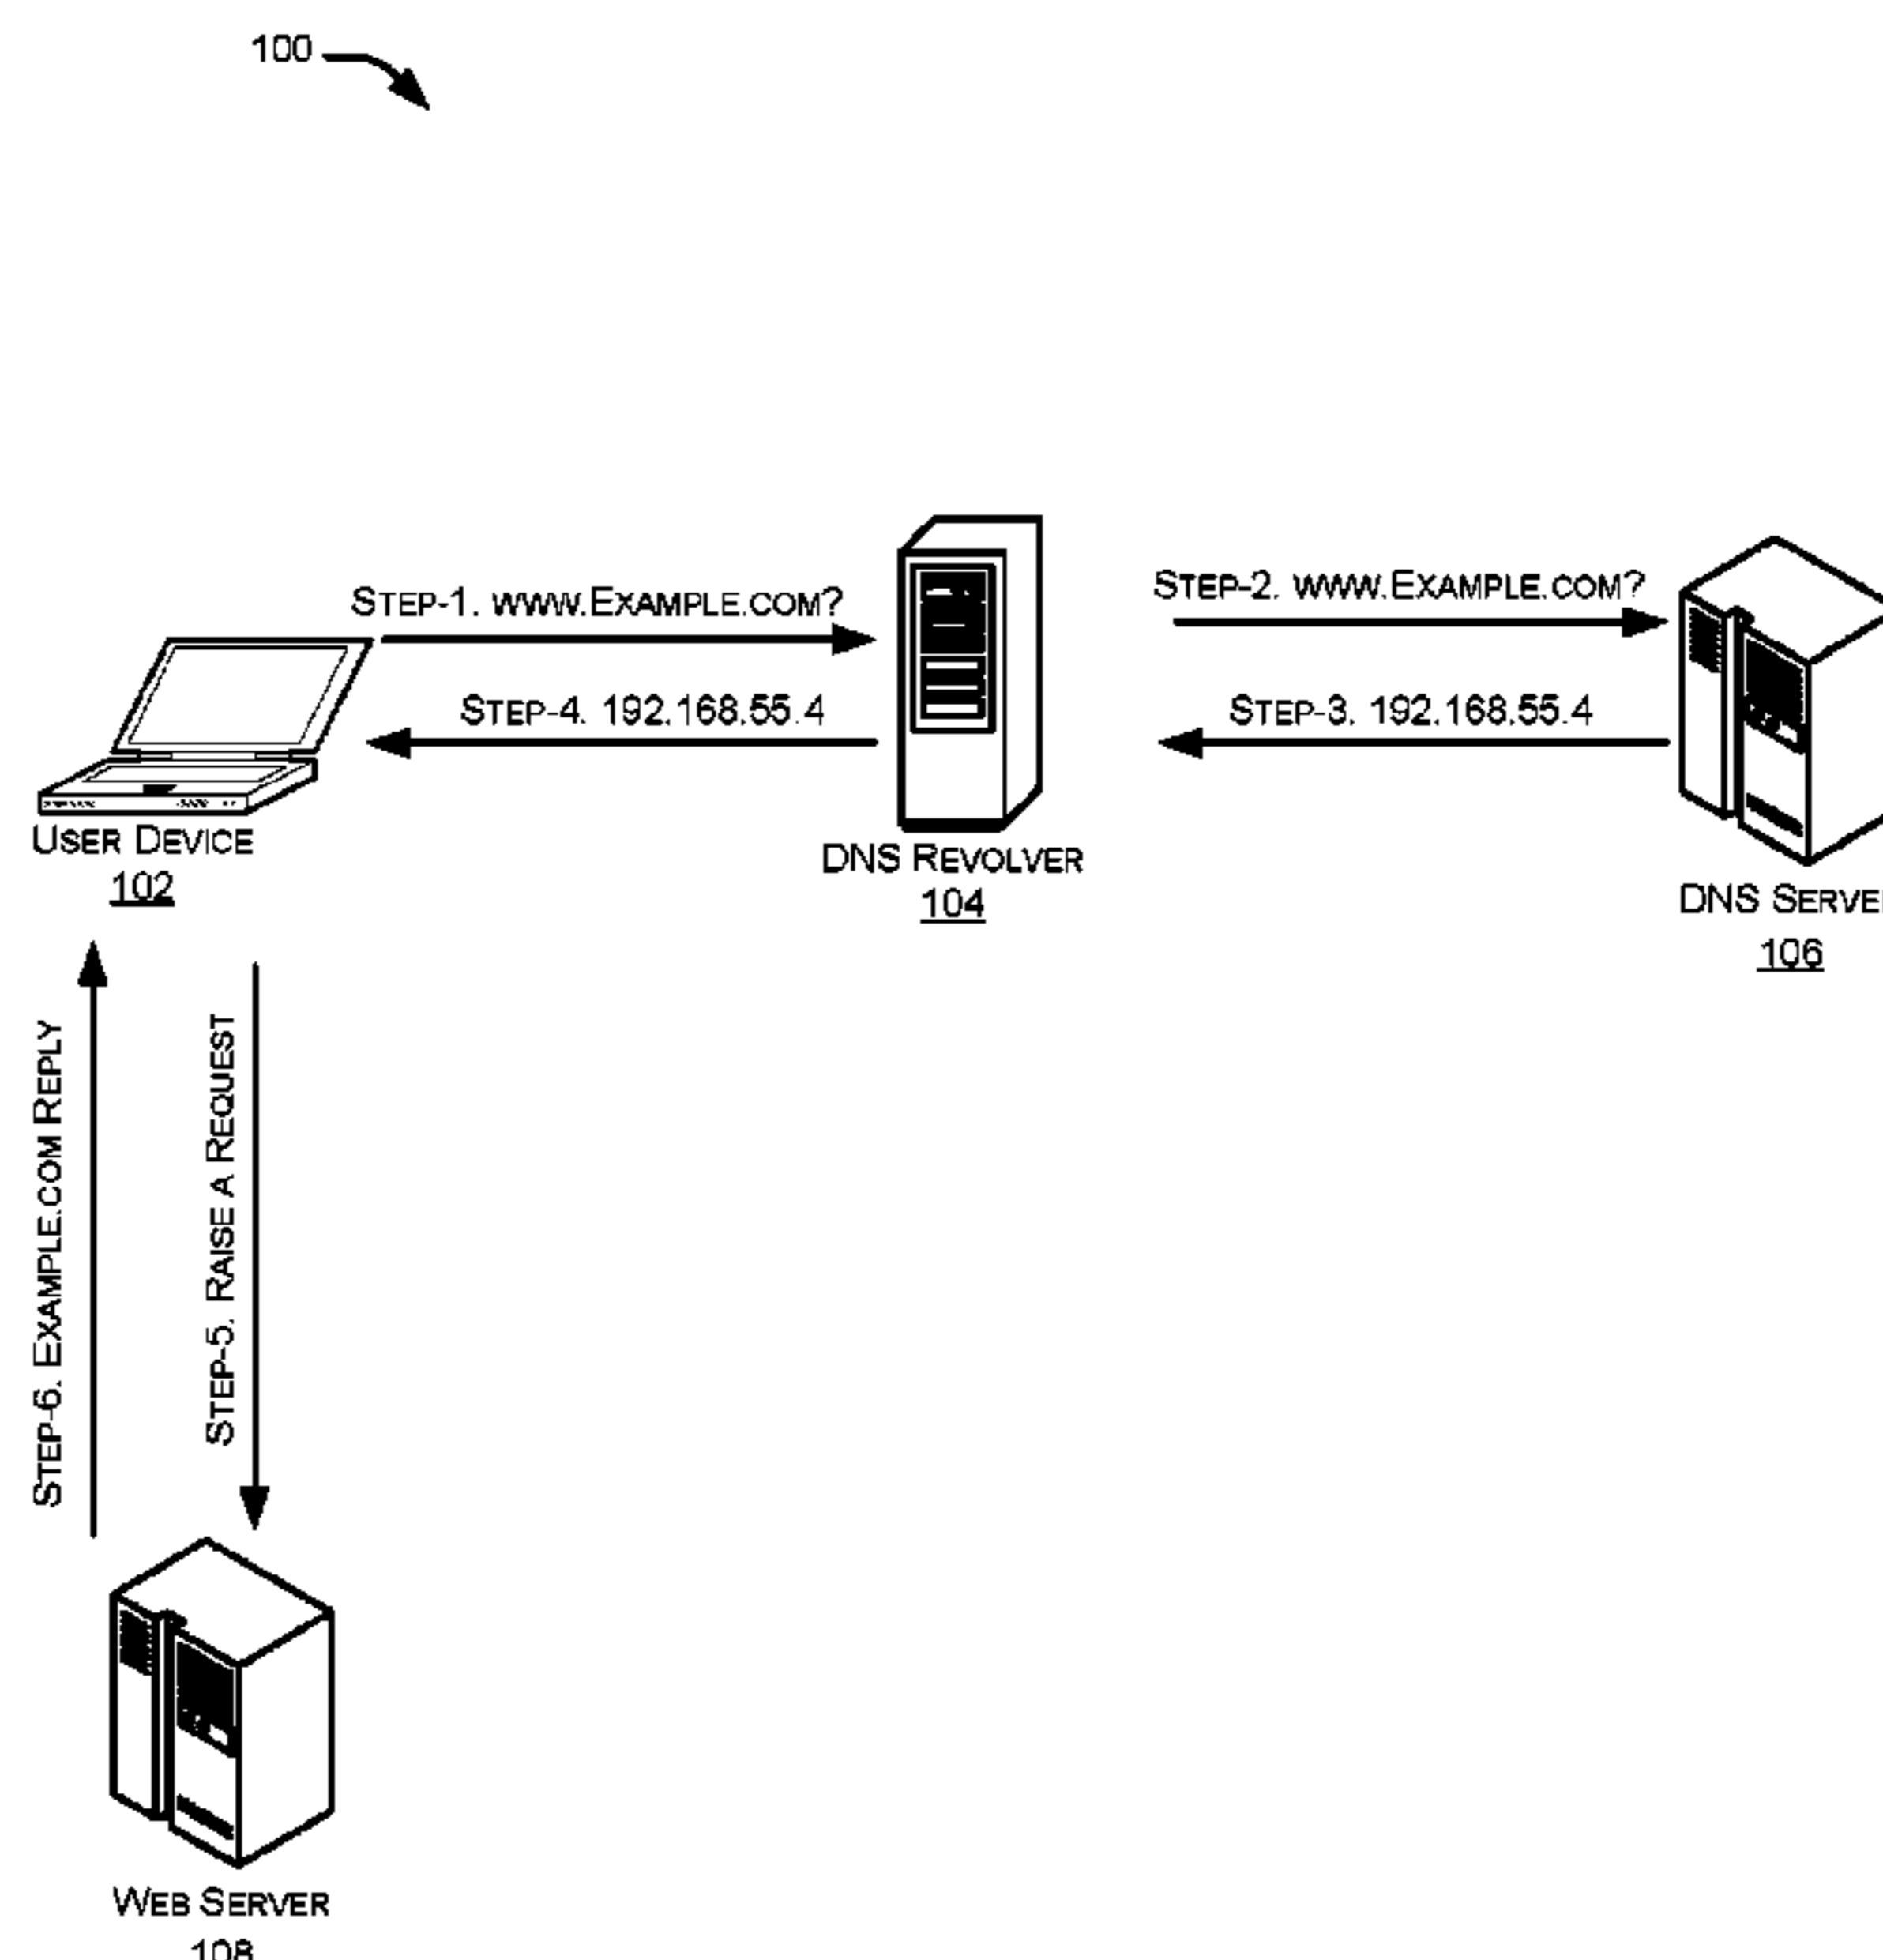 100
STEP-1. WWW.EXAMPLE.COM?
STEP-2. WWW.EXAMPLE.COM?
STEP-4. 192.168.55.4
STEP-3. 192.168.55.4
USER DEVICE
102
DNS REVOLVER
104
DNS SERVER
106
STEP-6. EXAMPLE.COM REPLY
STEP-5. RAISE A REQUEST
WEB SERVER
108